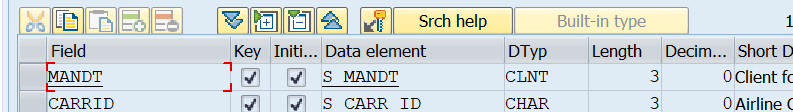 Srch help Built-in type 1
Field Key Initi... Data element DTyp Length Decim... Short D
MANDT S_MANDT CLNT 3 0 Client fo
CARRID S_CARR_ID CHAR 3 0 Airline C